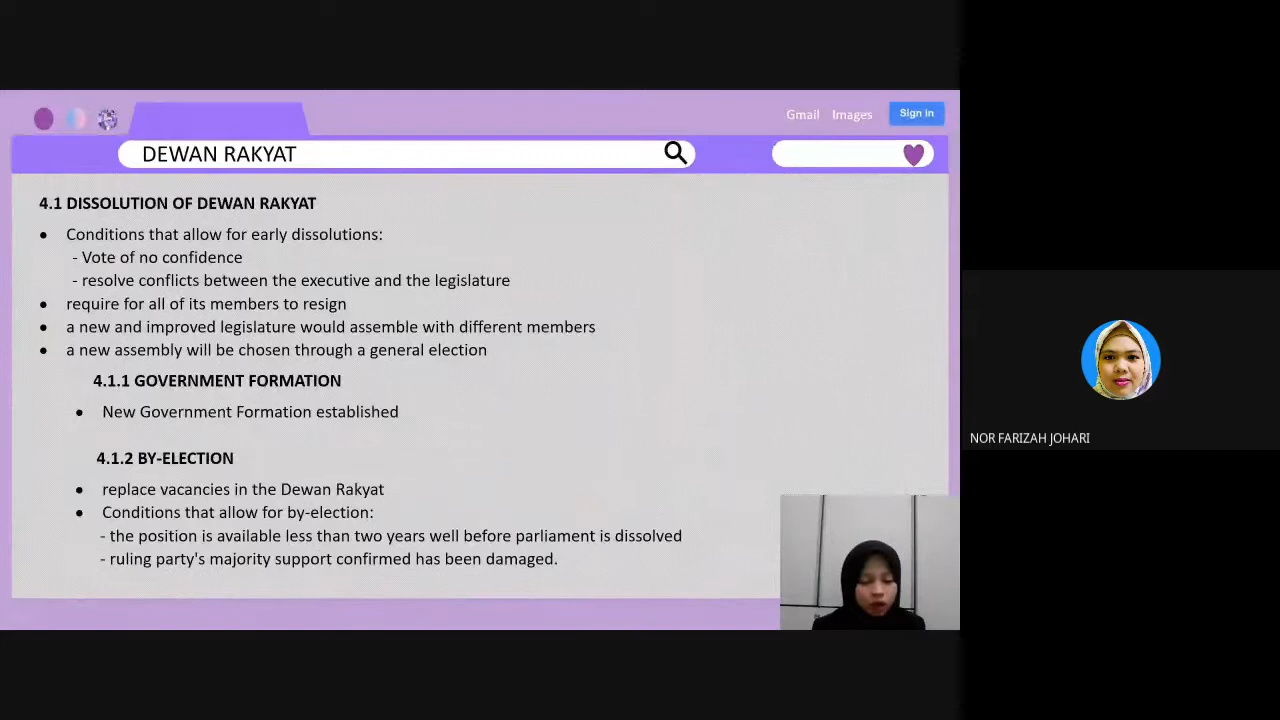 Gmail Images Sign in
DEWAN RAKYAT
4.1 DISSOLUTION OF DEWAN RAKYAT
● Conditions that allow for early dissolutions:
- Vote of no confidence
- resolve conflicts between the executive and the legislature
● require for all of its members to resign
● a new and improved legislature would assemble with different members
● a new assembly will be chosen through a general election
4.1.1 GOVERNMENT FORMATION
● New Government Formation established
4.1.2 BY-ELECTION
● replace vacancies in the Dewan Rakyat
● Conditions that allow for by-election:
- the position is available less than two years well before parliament is dissolved
- ruling party's majority support confirmed has been damaged.
NOR FARIZAH JOHARI